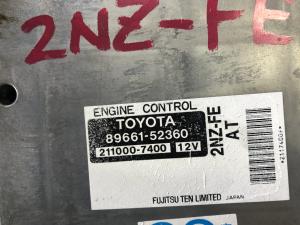 2NZ-FE
ENGINE CONTROL
TOYOTA
89661-52360
211000-7400 12V
2NZ-FE
AT
FUJITSU TEN LIMITED JAPAN